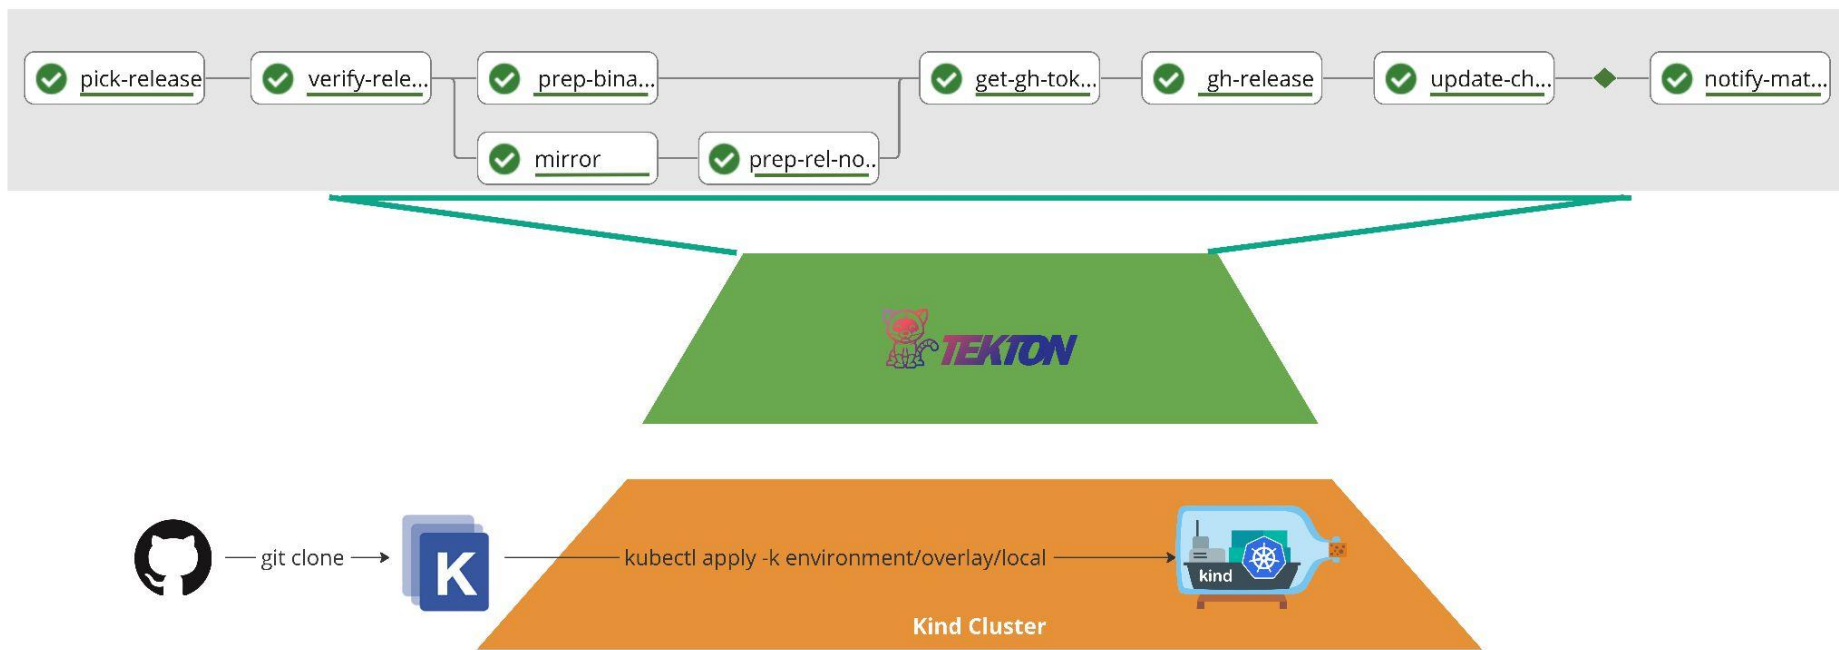 pick-release
verify-rele...
prep-bina...
get-gh-tok...
gh-release
update-ch...
notify-mat...
mirror
prep-rel-no..
TEKTON
git clone
K
kubectl apply -k environment/overlay/local
kind
Kind Cluster